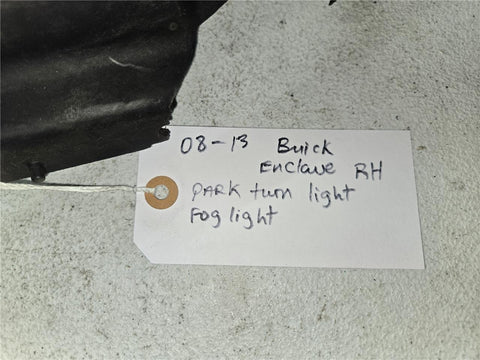 08-13 Buick
Enclave RH
PARK turn light
Fog light